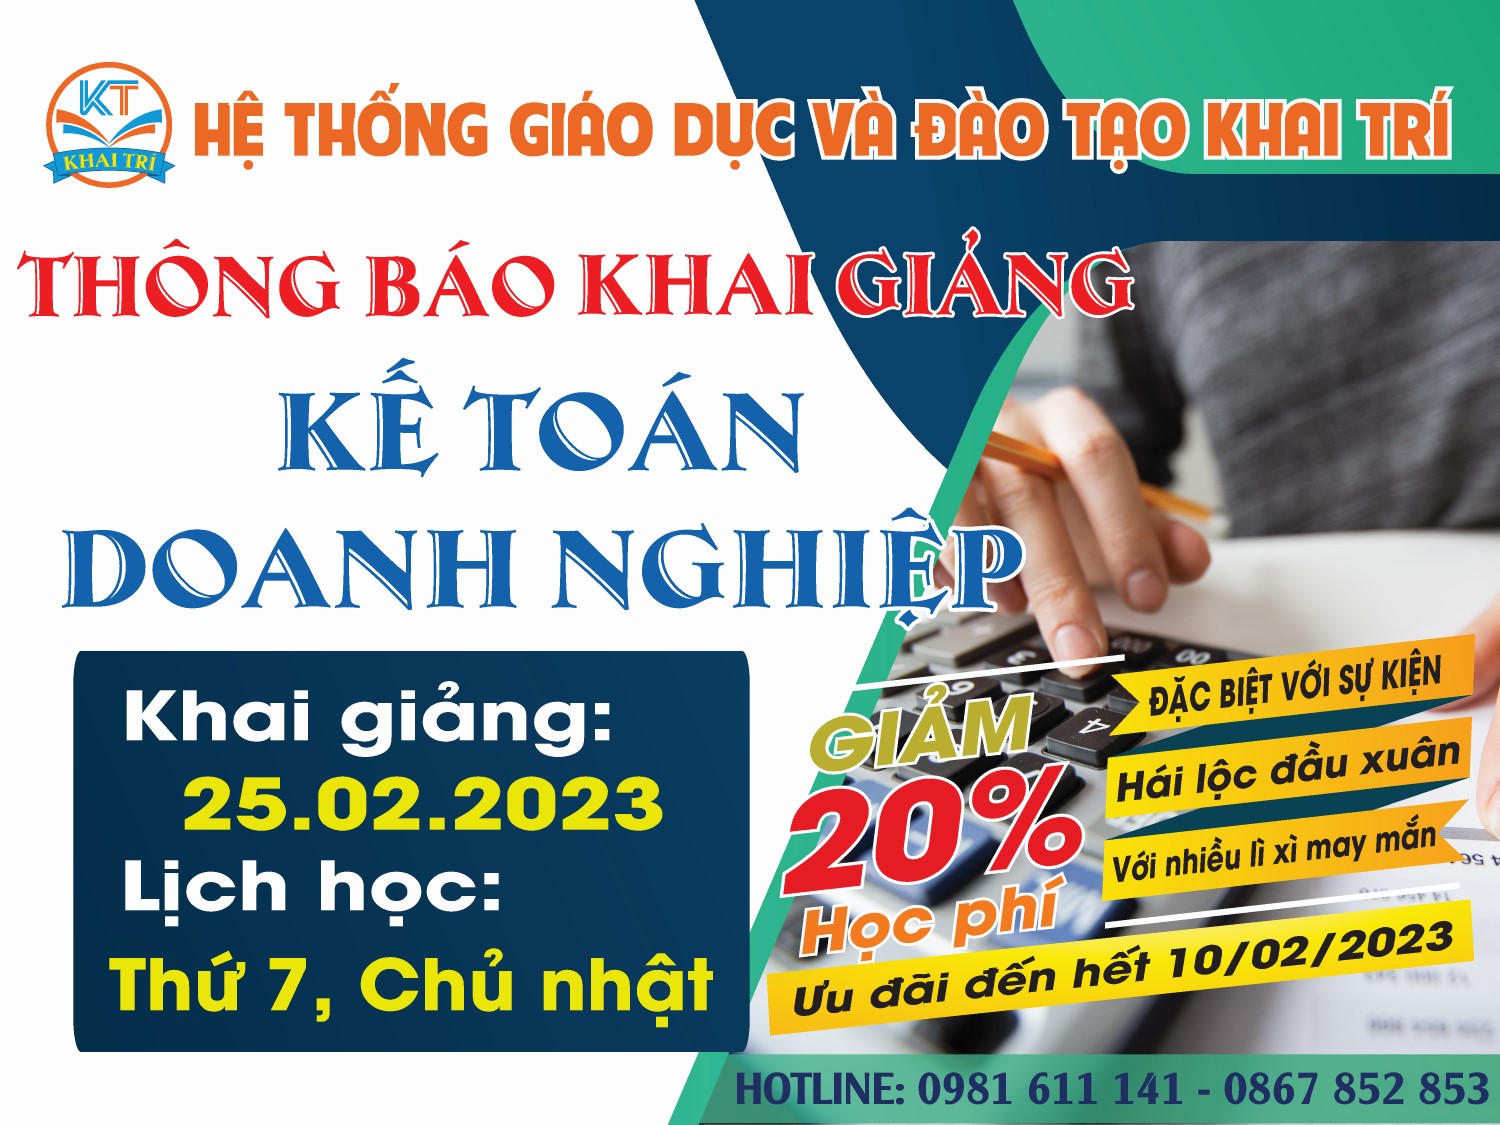 KT
KHAI TRÍ
HỆ THỐNG GIÁO DỤC VÀ ĐÀO TẠO KHAI TRÍ
THÔNG BÁO KHAI GIẢNG
KẾ TOÁN
DOANH NGHIỆP
Khai giảng:
25.02.2023
Lịch học:
Thứ 7, Chủ nhật
GIẢM
20%
Học phí
ĐẶC BIỆT VỚI SỰ KIỆN
Hái lộc đầu xuân
Với nhiều lì xì may mắn
Ưu đãi đến hết 10/02/2023
HOTLINE: 0981 611 141 - 0867 852 853